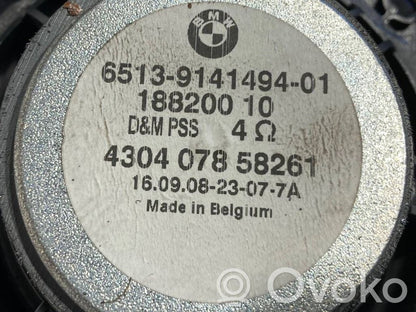 BMW
6513-9141494-01
188200 10
D&M PSS 4 Ω
4304 078 58261
16.09.08-23-07-7A
Made in Belgium
© Ovoko